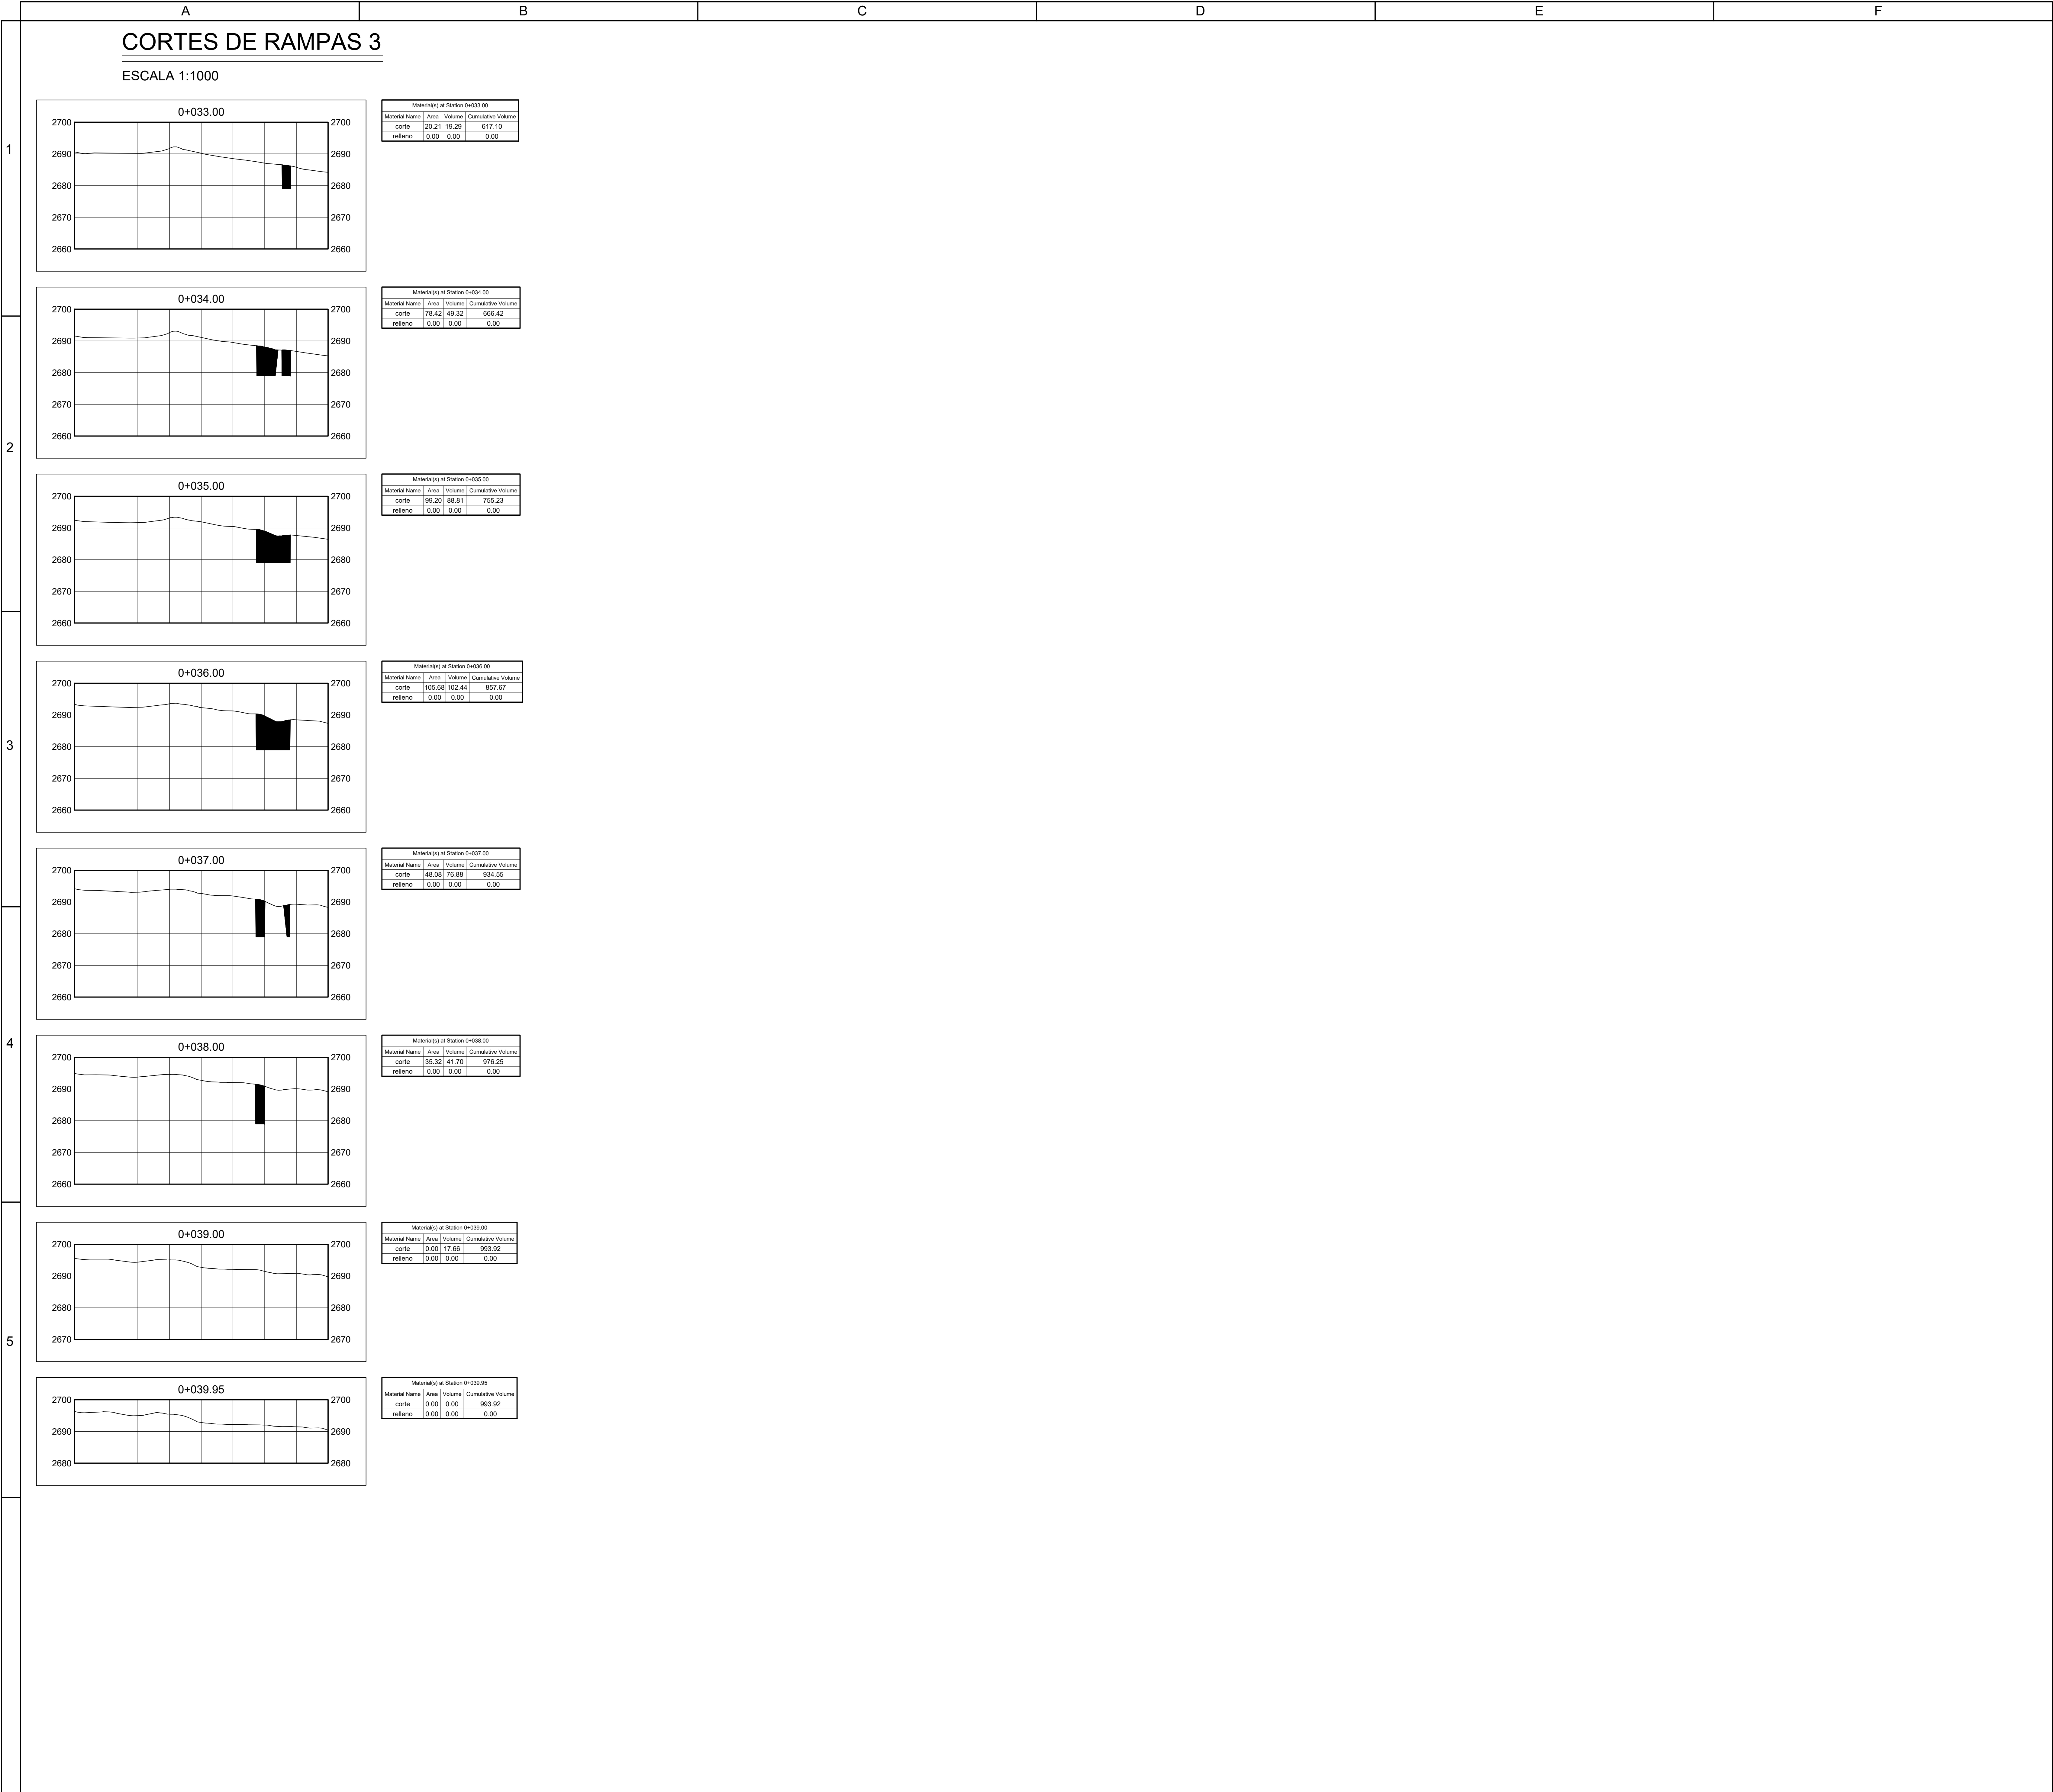 A B C D E F
CORTES DE RAMPAS 3
ESCALA 1:1000
1
0+033.00
2700 2700
2690 2690
2680 2680
2670 2670
2660 2660
Material(s) at Station 0+033.00
Material Name Area Volume Cumulative Volume
corte 20.21 19.29 617.10
relleno 0.00 0.00 0.00
0+034.00
2700 2700
2690 2690
2680 2680
2670 2670
2660 2660
Material(s) at Station 0+034.00
Material Name Area Volume Cumulative Volume
corte 78.42 49.32 666.42
relleno 0.00 0.00 0.00
2
0+035.00
2700 2700
2690 2690
2680 2680
2670 2670
2660 2660
Material(s) at Station 0+035.00
Material Name Area Volume Cumulative Volume
corte 99.20 88.81 755.23
relleno 0.00 0.00 0.00
3
0+036.00
2700 2700
2690 2690
2680 2680
2670 2670
2660 2660
Material(s) at Station 0+036.00
Material Name Area Volume Cumulative Volume
corte 105.68 102.44 857.67
relleno 0.00 0.00 0.00
0+037.00
2700 2700
2690 2690
2680 2680
2670 2670
2660 2660
Material(s) at Station 0+037.00
Material Name Area Volume Cumulative Volume
corte 48.08 76.88 934.55
relleno 0.00 0.00 0.00
4
0+038.00
2700 2700
2690 2690
2680 2680
2670 2670
2660 2660
Material(s) at Station 0+038.00
Material Name Area Volume Cumulative Volume
corte 35.32 41.70 976.25
relleno 0.00 0.00 0.00
5
0+039.00
2700 2700
2690 2690
2680 2680
2670 2670
Material(s) at Station 0+039.00
Material Name Area Volume Cumulative Volume
corte 0.00 17.66 993.92
relleno 0.00 0.00 0.00
0+039.95
2700 2700
2690 2690
2680 2680
Material(s) at Station 0+039.95
Material Name Area Volume Cumulative Volume
corte 0.00 0.00 993.92
relleno 0.00 0.00 0.00